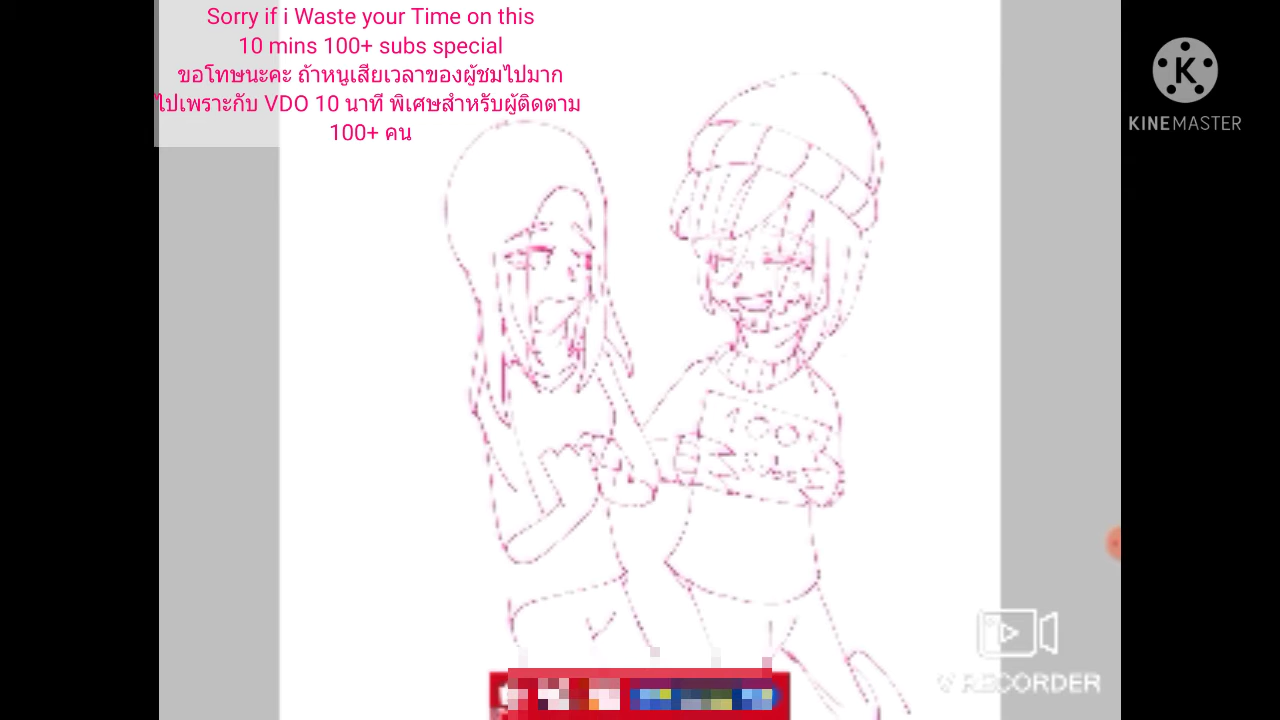 Sorry if i Waste your Time on this
10 mins 100+ subs special
ขอโทษนะคะ ถ้าหนูเสียเวลาของผู้ชมไปมาก
ไปเพราะกับ VDO 10 นาที พิเศษสำหรับผู้ติดตาม
100+ คน
KINEMASTER
100+
RECORDER